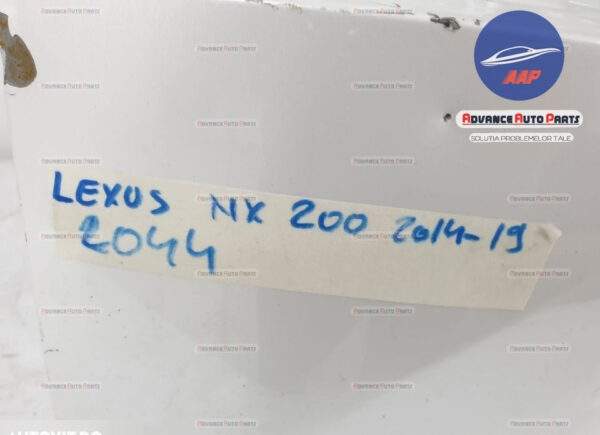 AAP
ADVANCE AUTO PARTS
SOLUTIA PROBLEMELOR TALE
LEXUS NX 200 2014-19
2044